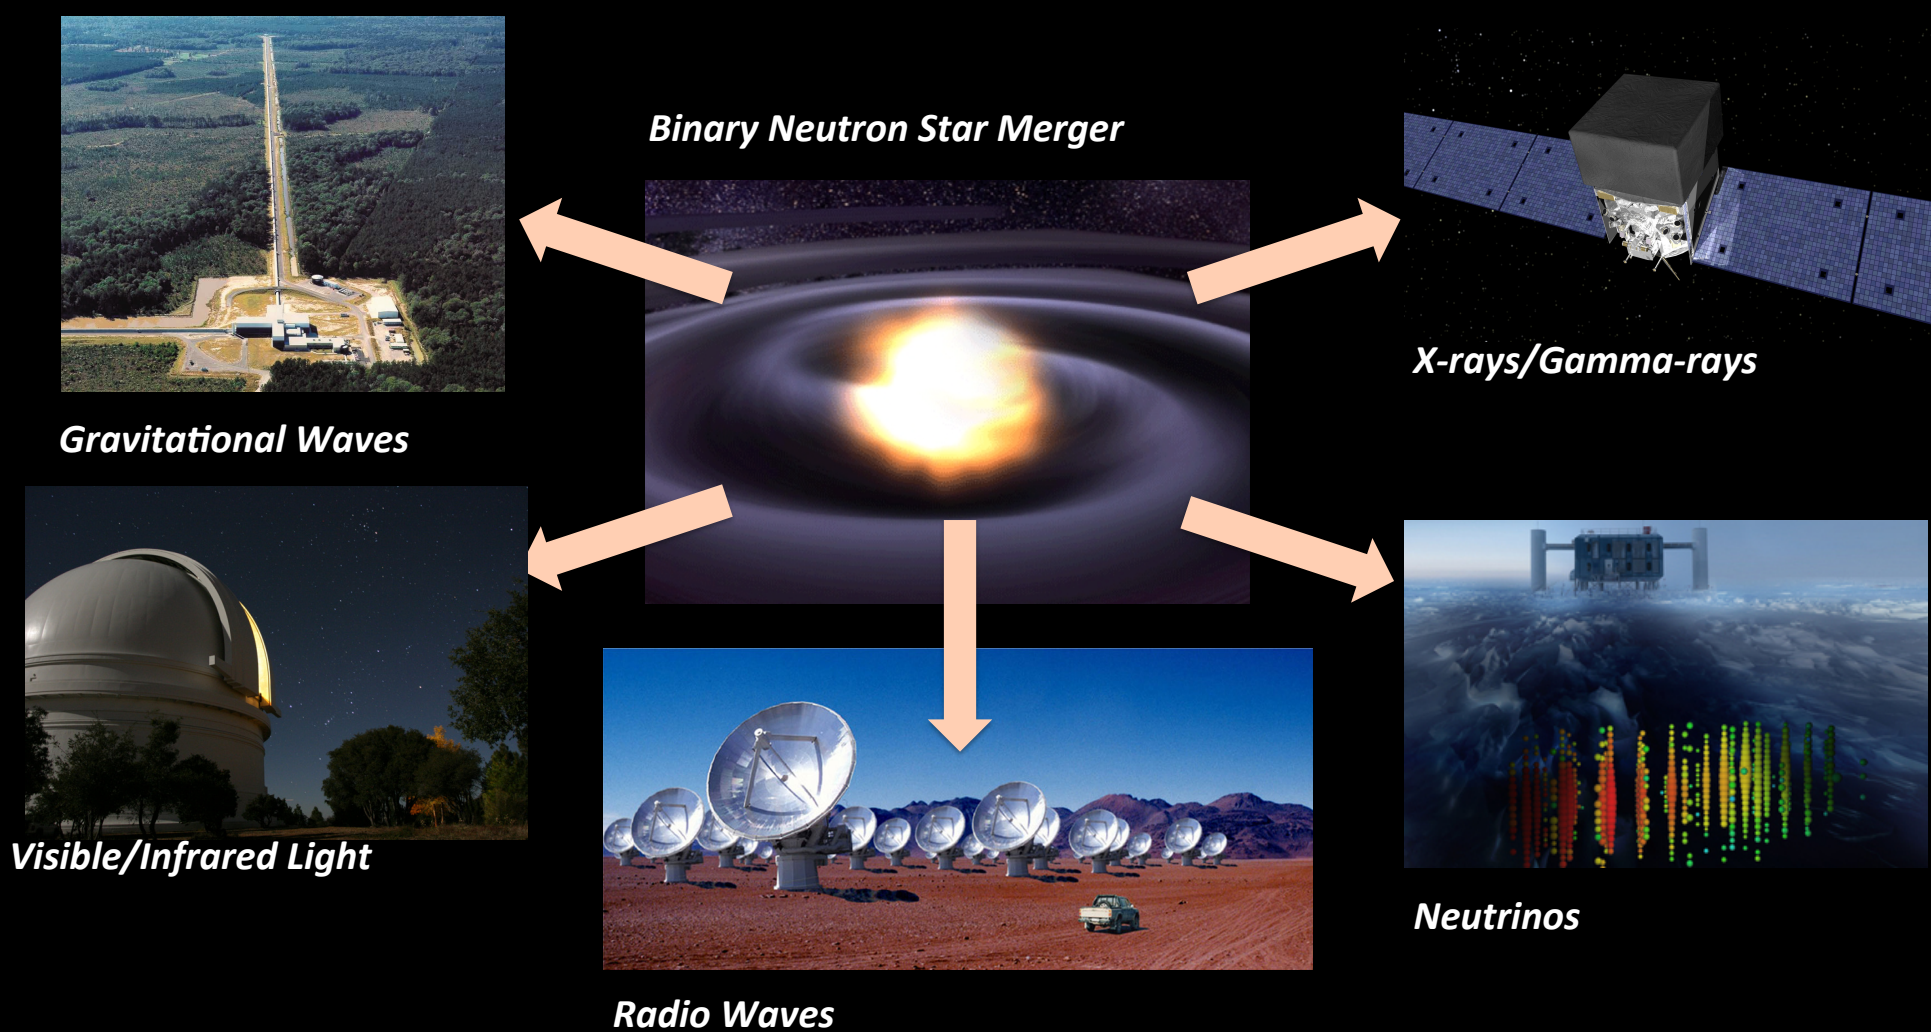 Binary Neutron Star Merger
X-rays/Gamma-rays
Gravitational Waves
Visible/Infrared Light
Neutrinos
Radio Waves